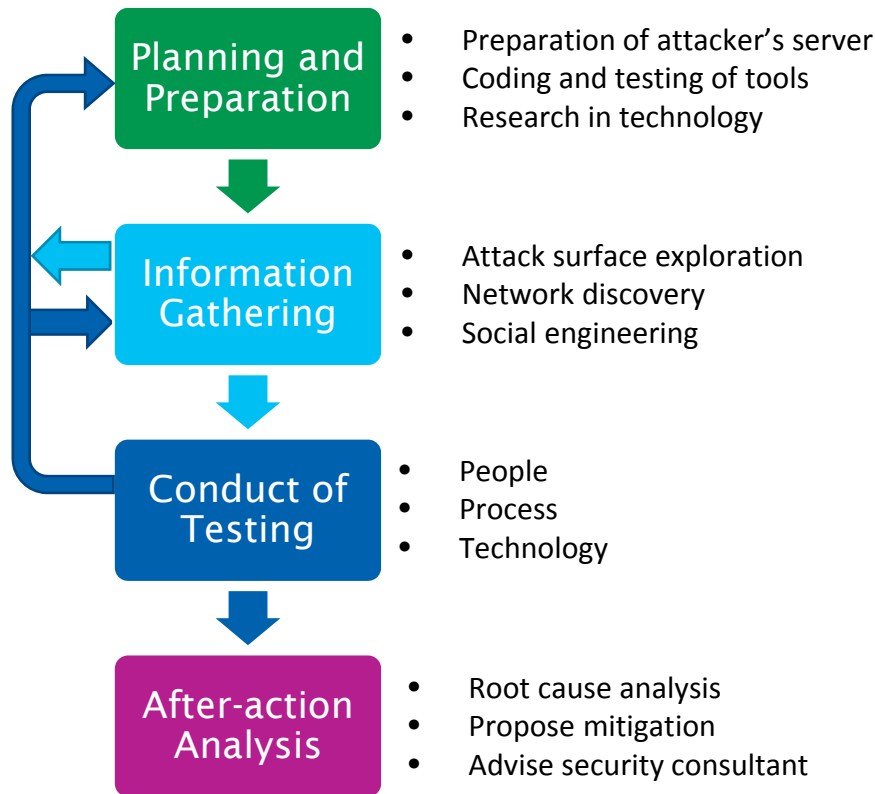 Planning and
Preparation
• Preparation of attacker’s server
• Coding and testing of tools
• Research in technology
Information
Gathering
• Attack surface exploration
• Network discovery
• Social engineering
Conduct of
Testing
• People
• Process
• Technology
After-action
Analysis
• Root cause analysis
• Propose mitigation
• Advise security consultant